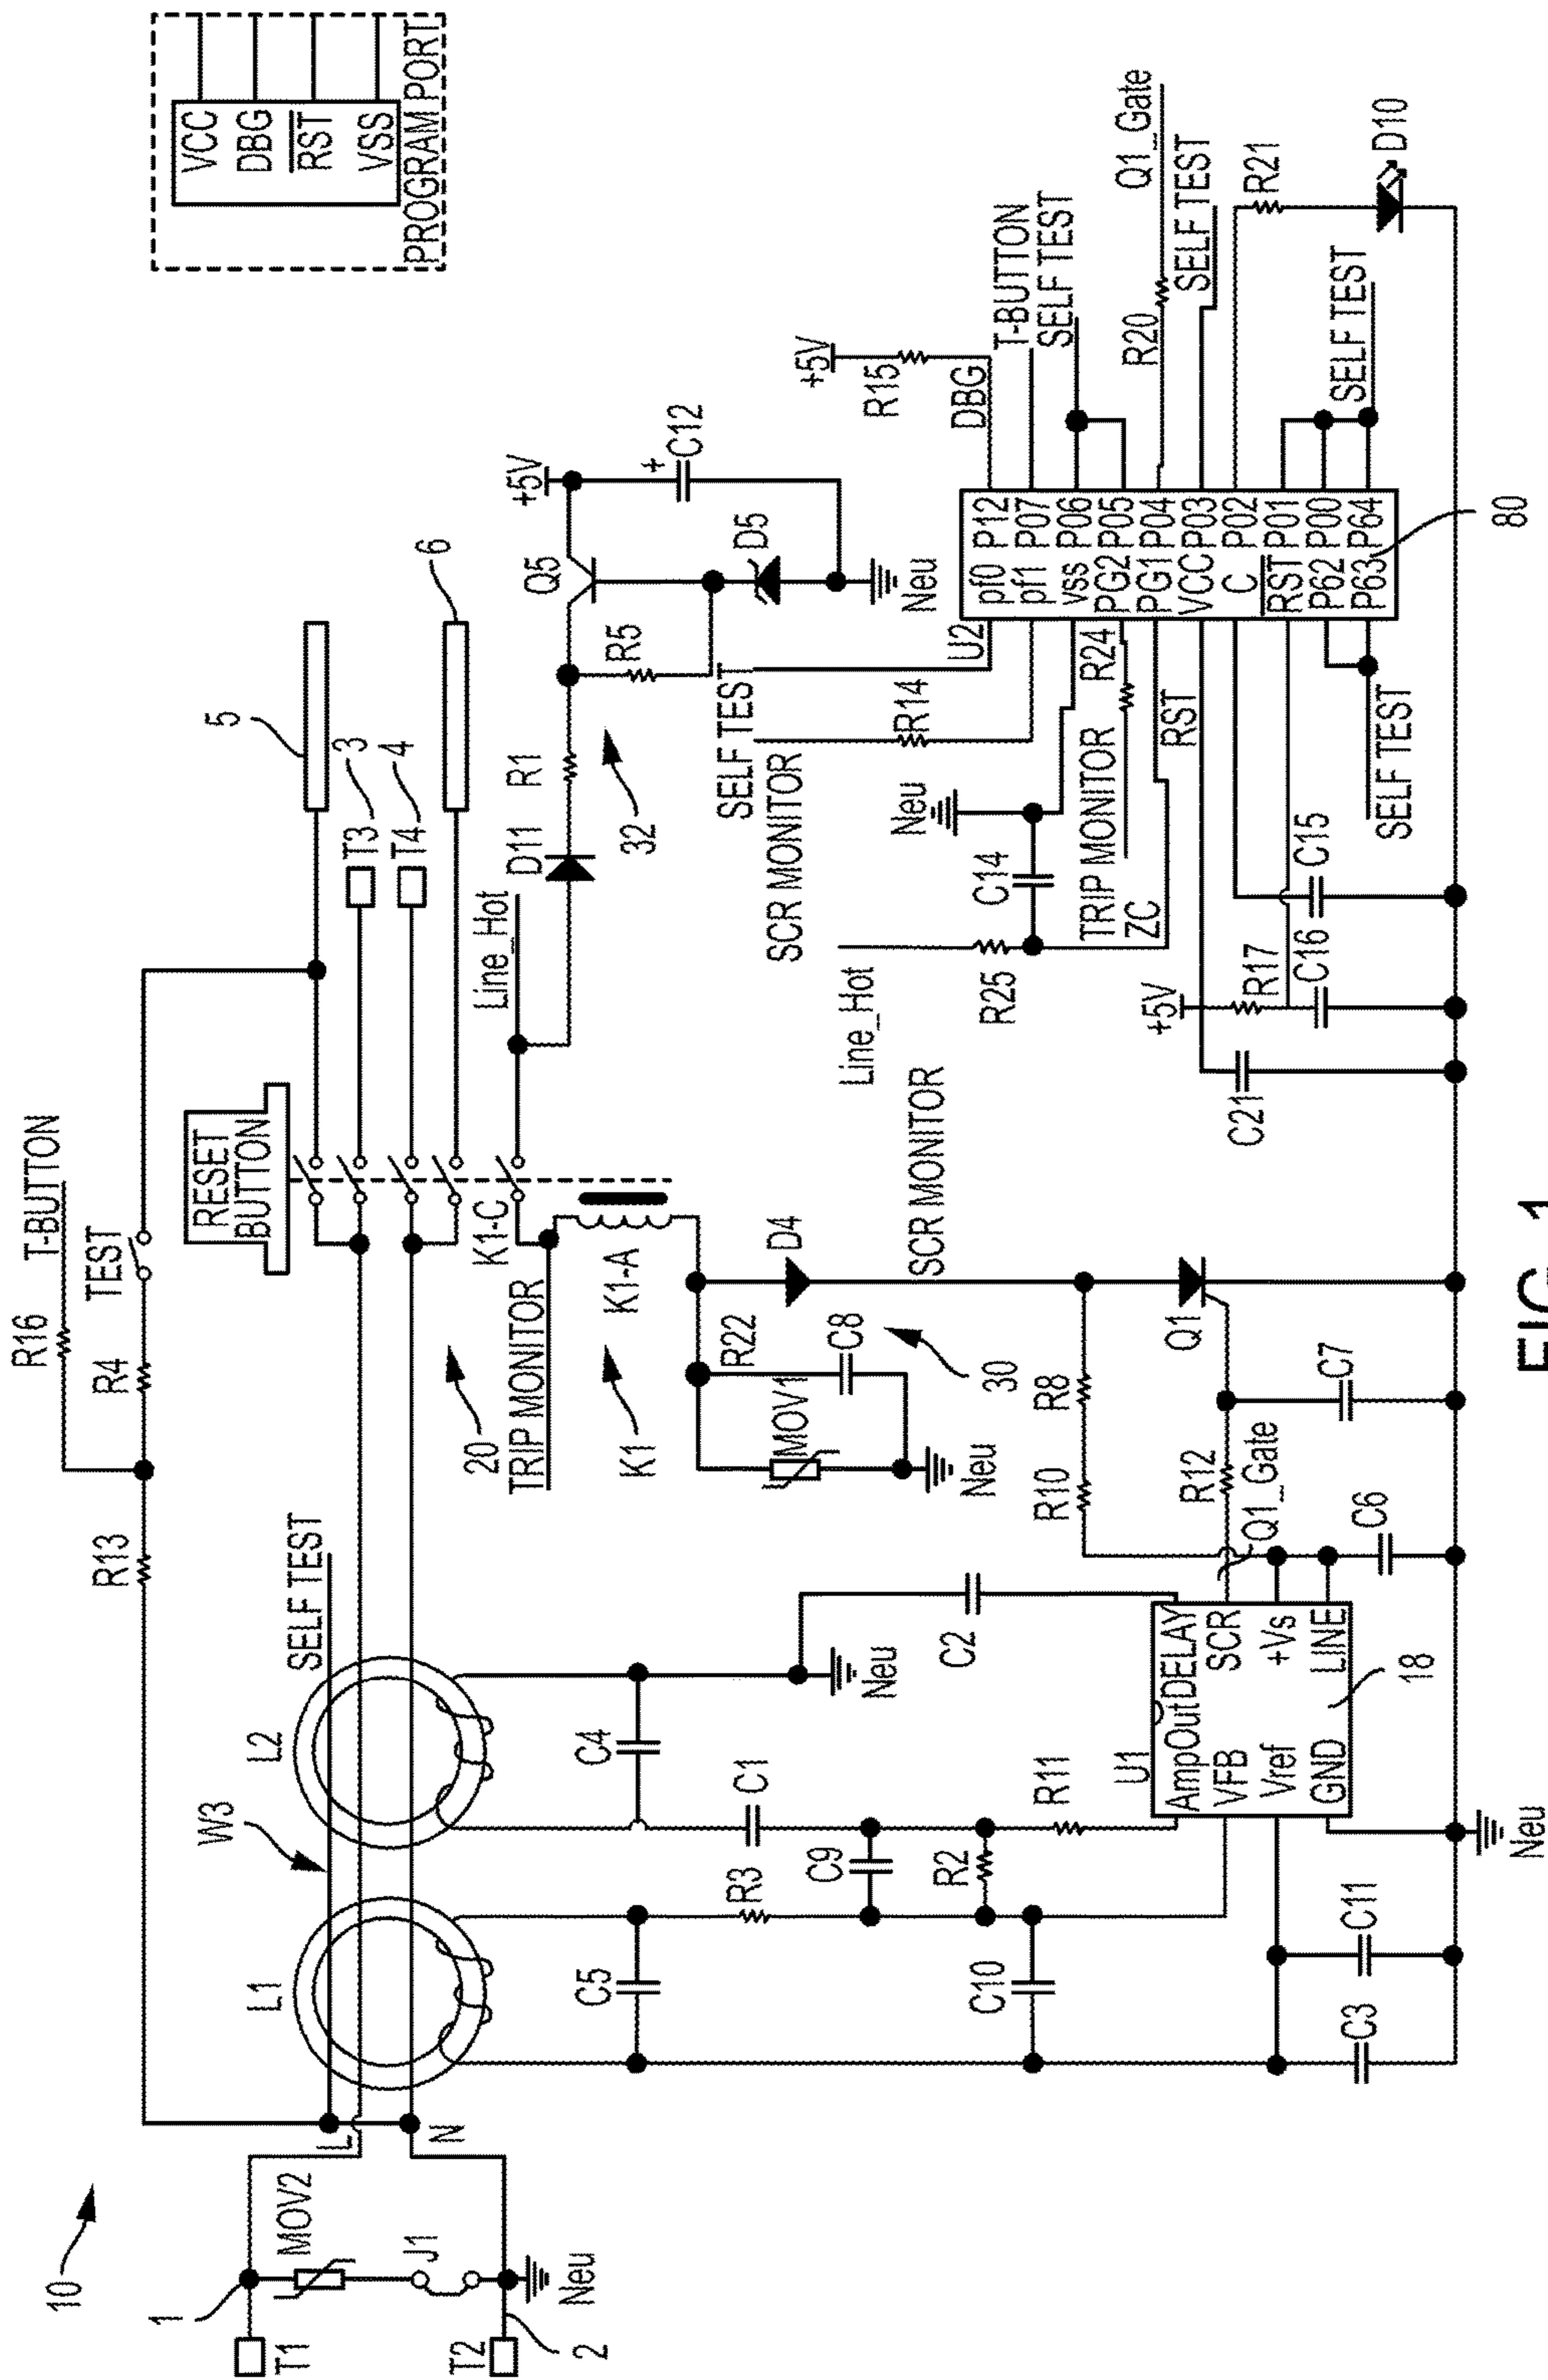 10
1
T1
MOV2
J1
T2
2
Neu
L
N
L1
W3
L2
SELF TEST
R13
R16
T-BUTTON
R4
TEST
RESET
BUTTON
5
3
T3
4
T4
6
20
TRIP MONITOR
K1-C
K1
K1-A
Line_Hot
D11
R1
32
R5
Q5
+5V
+
C12
D5
Neu
VCC
DBG
RST
VSS
PROGRAM PORT
C5
C4
Neu
R3
C1
C9
R2
C10
R11
C2
MOV1
R22
C8
Neu
30
D4
SCR MONITOR
R10
R8
R12
Q1_Gate
Q1
C7
C6
U1
AmpOut
DELAY
VFB
SCR
Vref
+Vs
GND
LINE
18
C3
C11
Neu
Line_Hot
R25
C14
Neu
SCR MONITOR
SELF TEST
R14
TRIP MONITOR
ZC
R24
RST
+5V
R17
C21
C16
C15
SELF TEST
U2
pf0 P12
pf1 P07
vss P06
PG2 P05
PG1 P04
VCC P03
C P02
RST P01
P62 P00
P63 P64
80
+5V
R15
DBG
T-BUTTON
SELF TEST
R20
Q1_Gate
SELF TEST
R21
D10
SELF TEST
FIG. 1